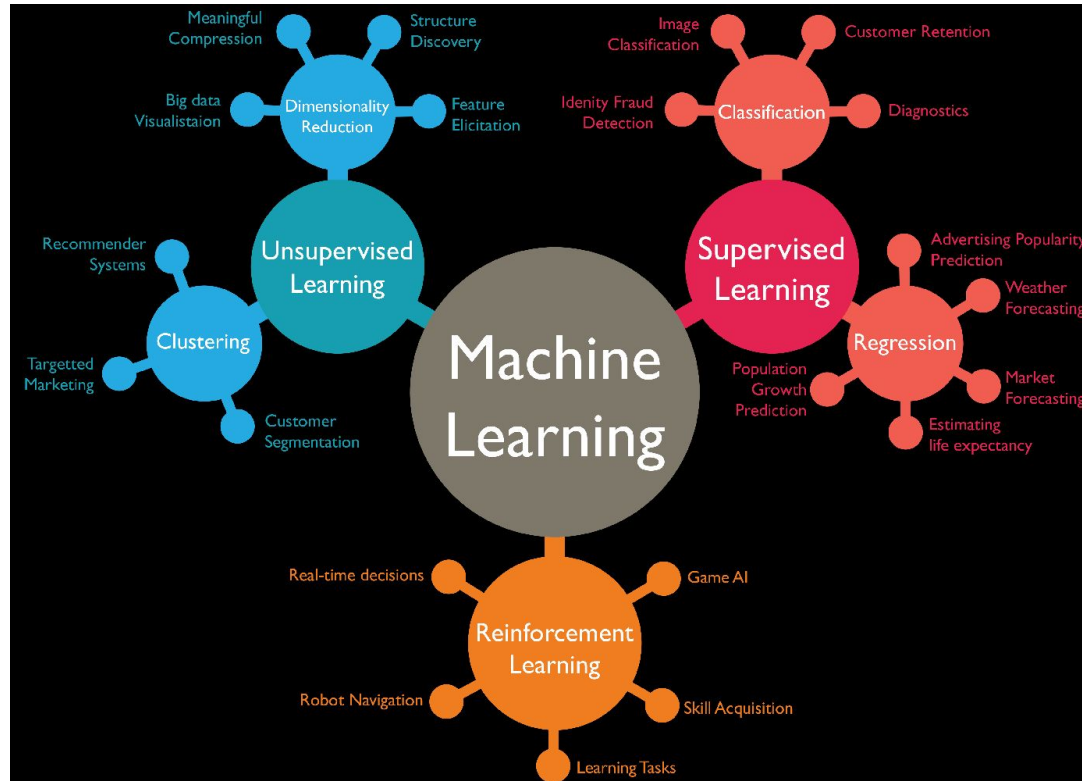 Meaningful
Compression
Structure
Discovery
Big data
Visualistaion
Dimensionality
Reduction
Feature
Elicitation
Image
Classification
Customer Retention
Idenity Fraud
Detection
Classification
Diagnostics
Unsupervised
Learning
Supervised
Learning
Recommender
Systems
Clustering
Targetted
Marketing
Customer
Segmentation
Advertising Popularity
Prediction
Weather
Forecasting
Regression
Population
Growth
Prediction
Market
Forecasting
Estimating
life expectancy
Machine
Learning
Real-time decisions
Game AI
Reinforcement
Learning
Robot Navigation
Skill Acquisition
Learning Tasks